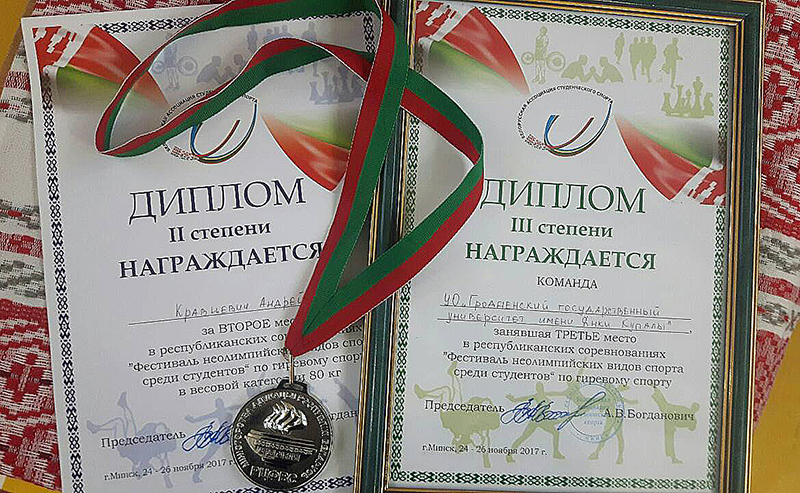 ДИПЛОМ
II степени
НАГРАЖДАЕТСЯ
Кравцевич Андрей
за ВТОРОЕ
в республиканских соревнованиях
"Фестиваль неолимпийских видов
среди студентов" по гиревому спорту
в весовой категории 80 кг
Председатель
г.Минск, 24 - 26 ноября 2017 г.
БЕЛОРУССКАЯ АССОЦИАЦИЯ СТУДЕНЧЕСКОГО СПОРТА
ДИПЛОМ
III степени
НАГРАЖДАЕТСЯ
КОМАНДА
УО „Гродненский государственный
университет имени Янки Купалы"
занявшая ТРЕТЬЕ место
в республиканских соревнованиях
"Фестиваль неолимпийских видов спорта
среди студентов" по гиревому спорту
Председатель А.В.Богданович
г.Минск, 24 - 26 ноября 2017 г.